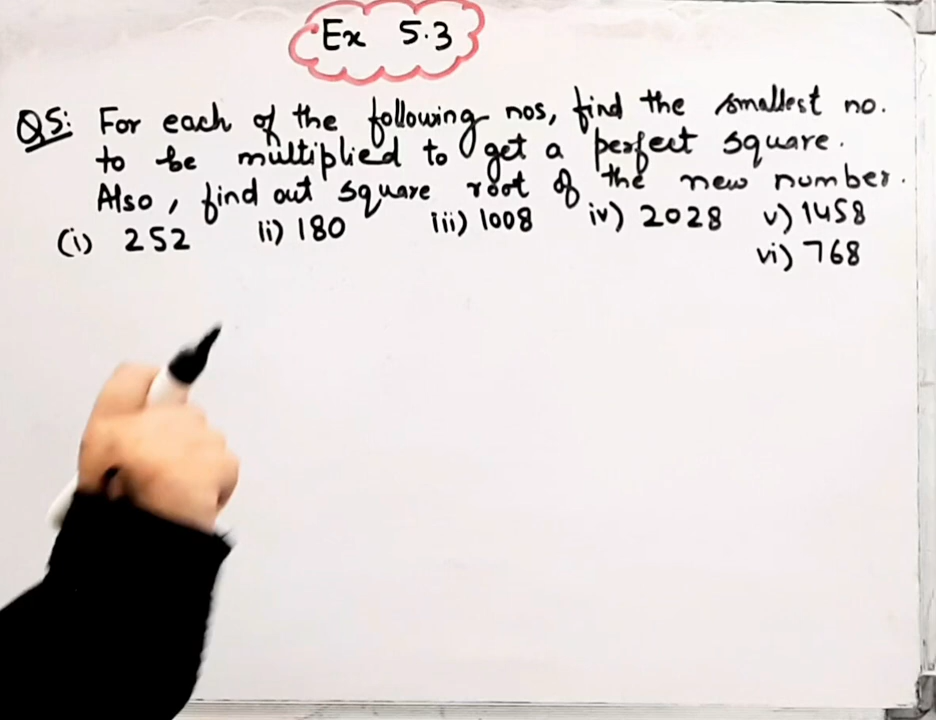 Ex 5.3
Q5: For each of the following nos, find the smallest no.
to be multiplied to get a perfect square.
Also, find out square root of the new number.
(i) 252 ii) 180 iii) 1008 iv) 2028 v) 1458
vi) 768